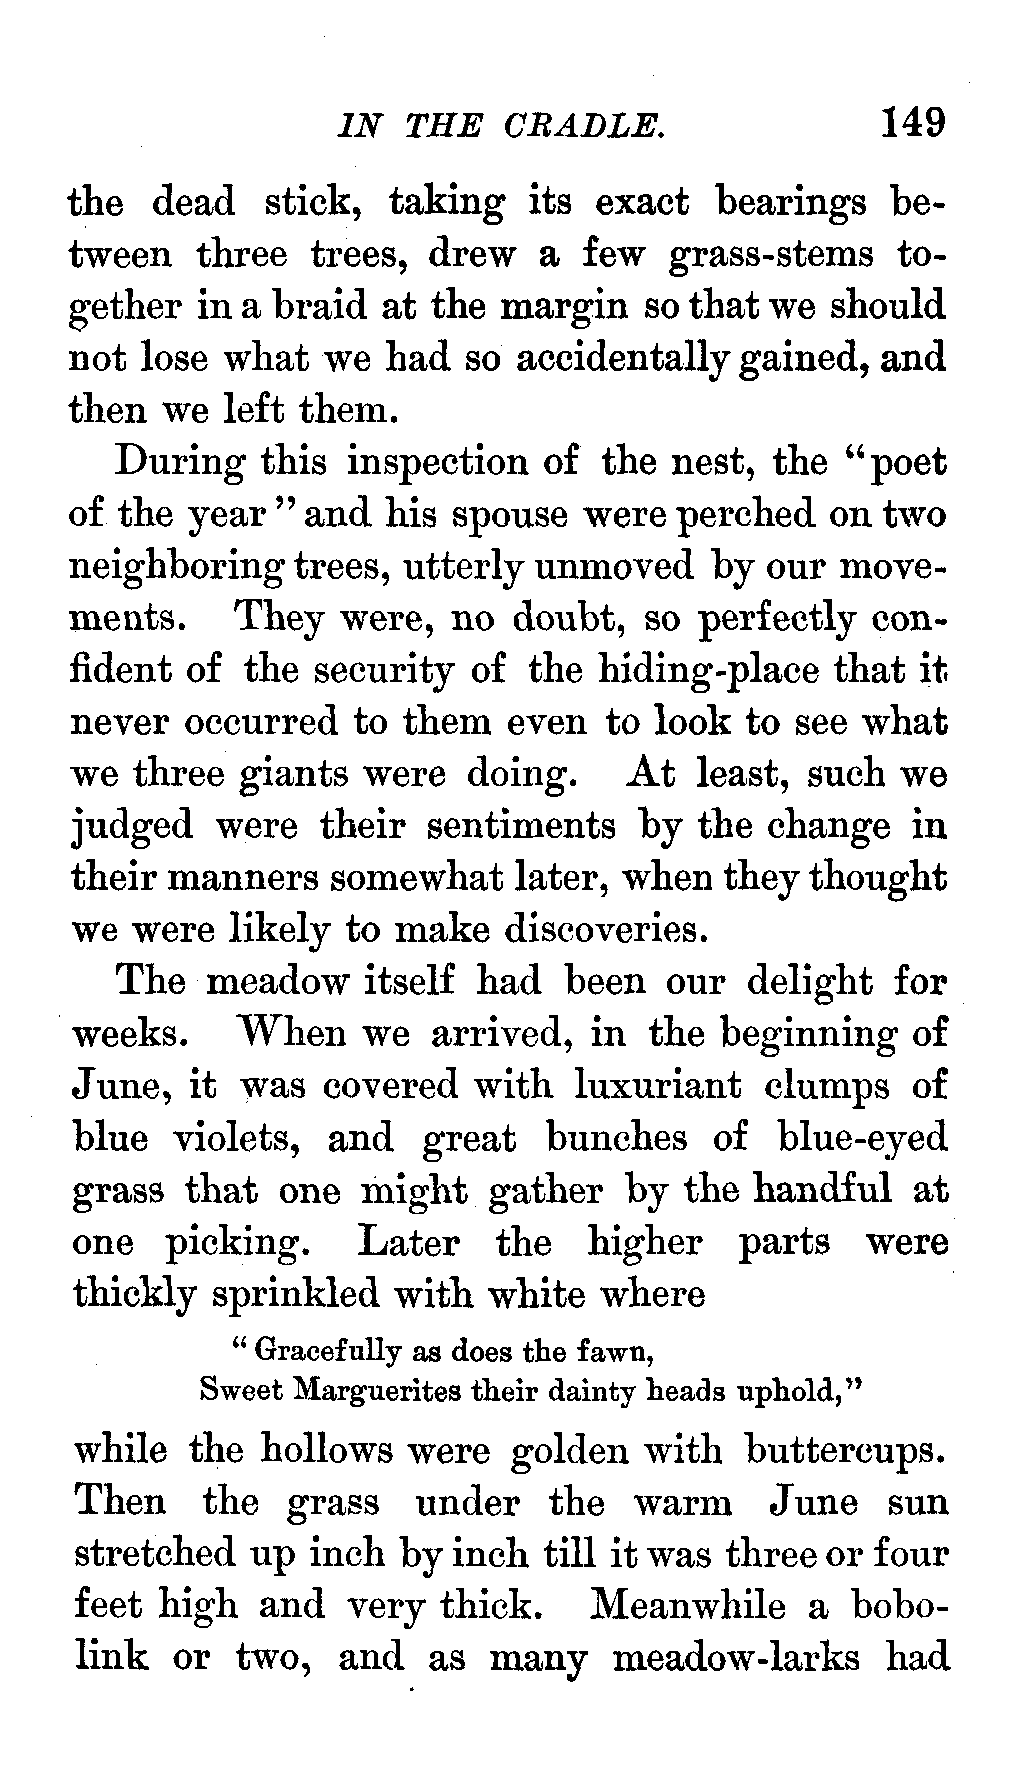 IN THE CRADLE. 149
the dead stick, taking its exact bearings be-
tween three trees, drew a few grass-stems to-
gether in a braid at the margin so that we should
not lose what we had so accidentally gained, and
then we left them.
During this inspection of the nest, the “poet
of the year” and his spouse were perched on two
neighboring trees, utterly unmoved by our move-
ments. They were, no doubt, so perfectly con-
fident of the security of the hiding-place that it
never occurred to them even to look to see what
we three giants were doing. At least, such we
judged were their sentiments by the change in
their manners somewhat later, when they thought
we were likely to make discoveries.
The meadow itself had been our delight for
weeks. When we arrived, in the beginning of
June, it was covered with luxuriant clumps of
blue violets, and great bunches of blue-eyed
grass that one might gather by the handful at
one picking. Later the higher parts were
thickly sprinkled with white where
“Gracefully as does the fawn,
Sweet Marguerites their dainty heads uphold,”
while the hollows were golden with buttercups.
Then the grass under the warm June sun
stretched up inch by inch till it was three or four
feet high and very thick. Meanwhile a bobo-
link or two, and as many meadow-larks had